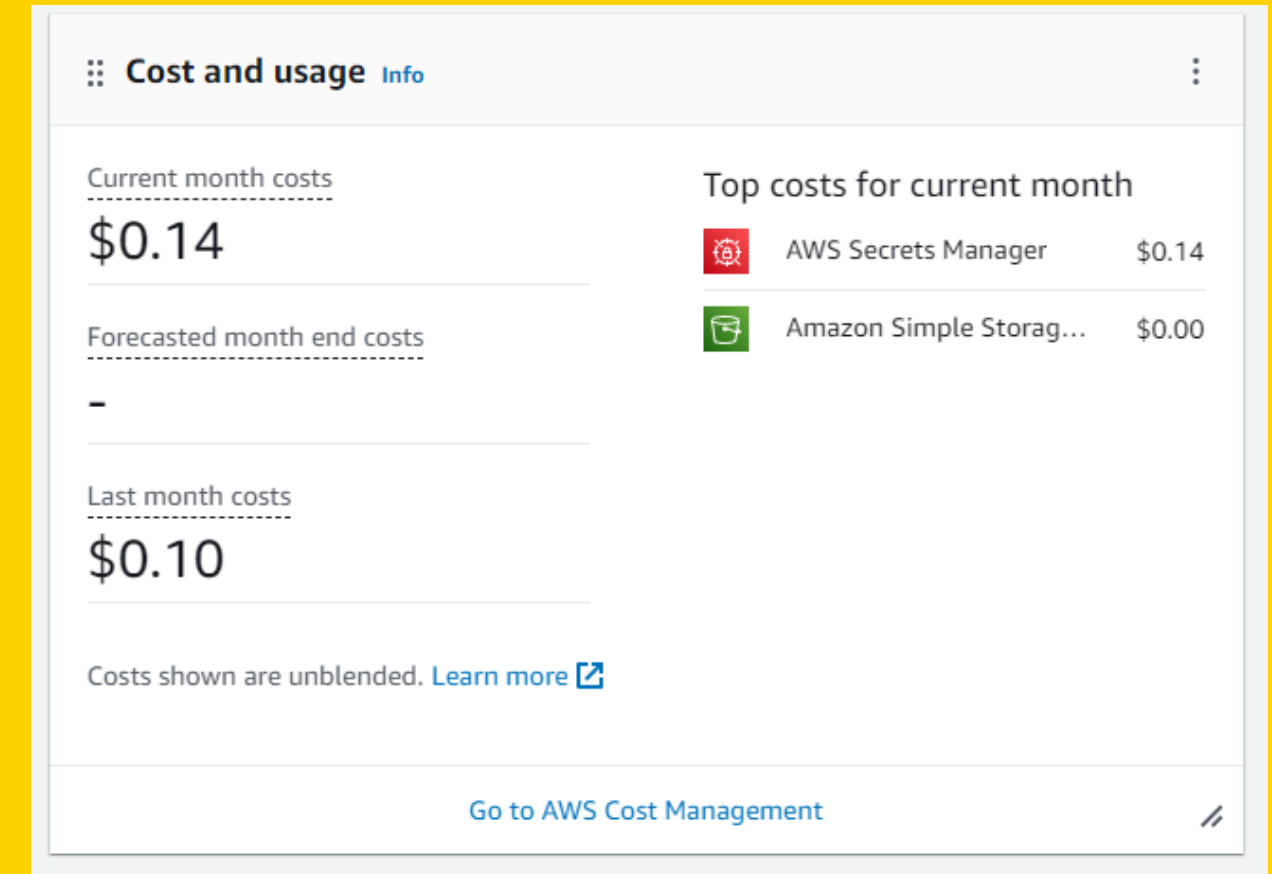 Cost and usage Info
Current month costs
$0.14
Forecasted month end costs
-
Last month costs
$0.10
Costs shown are unblended. Learn more
Top costs for current month
AWS Secrets Manager $0.14
Amazon Simple Storag... $0.00
Go to AWS Cost Management